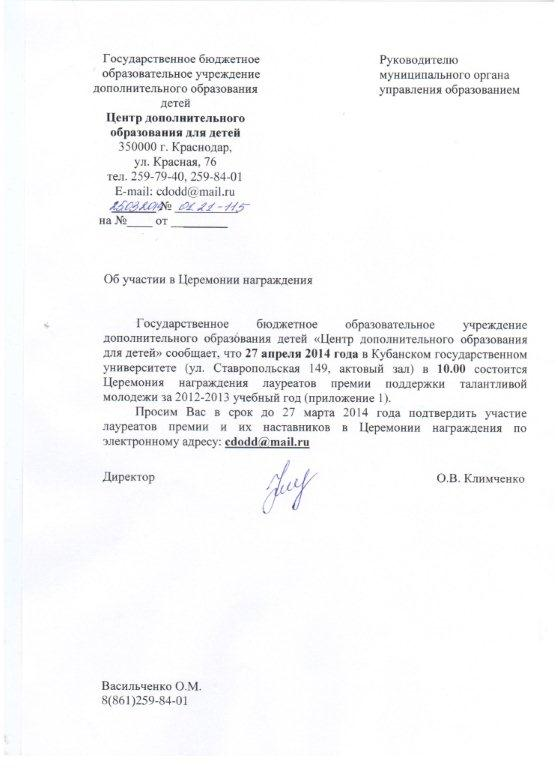 Государственное бюджетное
образовательное учреждение
дополнительного образования
детей
Центр дополнительного
образования для детей
350000 г. Краснодар,
ул. Красная, 76
тел. 259-79-40, 259-84-01
E-mail: cdodd@mail.ru
25.03.2014 № 01.21-115
на №____ от _________
Руководителю
муниципального органа
управления образованием
Об участии в Церемонии награждения
Государственное бюджетное образовательное учреждение
дополнительного образования детей «Центр дополнительного образования
для детей» сообщает, что 27 апреля 2014 года в Кубанском государственном
университете (ул. Ставропольская 149, актовый зал) в 10.00 состоится
Церемония награждения лауреатов премии поддержки талантливой
молодежи за 2012-2013 учебный год (приложение 1).
Просим Вас в срок до 27 марта 2014 года подтвердить участие
лауреатов премии и их наставников в Церемонии награждения по
электронному адресу: cdodd@mail.ru
Директор О.В. Климченко
Васильченко О.М.
8(861)259-84-01